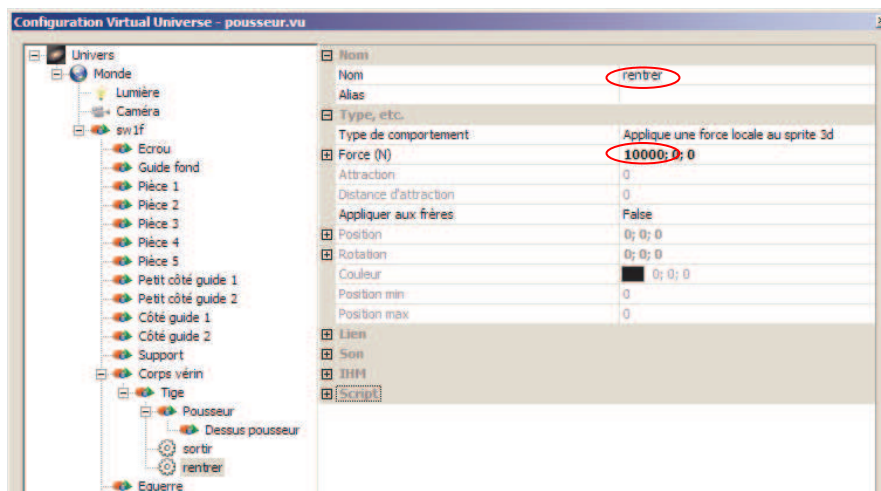 Configuration Virtual Universe - pousseur.vu
Univers
Monde
Lumière
Caméra
sw1f
Ecrou
Guide fond
Pièce 1
Pièce 2
Pièce 3
Pièce 4
Pièce 5
Petit côté guide 1
Petit côté guide 2
Côté guide 1
Côté guide 2
Support
Corps vérin
Tige
Pousseur
Dessus pousseur
sortir
rentrer
Equerre
Nom
Nom rentrer
Alias
Type, etc.
Type de comportement Applique une force locale au sprite 3d
Force (N) 10000; 0; 0
Attraction 0
Distance d'attraction 0
Appliquer aux frères False
Position 0; 0; 0
Rotation 0; 0; 0
Couleur 0; 0; 0
Position min 0
Position max 0
Lien
Son
IHM
Script